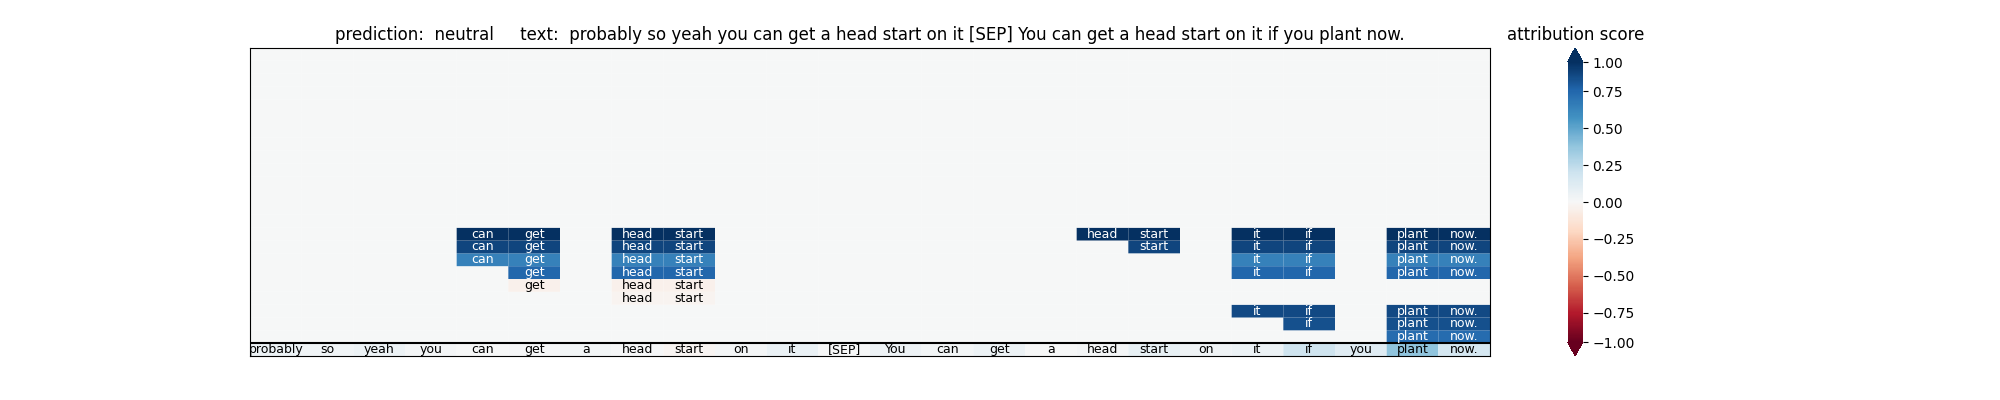 prediction:  neutral     text:  probably so yeah you can get a head start on it [SEP] You can get a head start on it if you plant now.
attribution score
can get head start head start it if plant now.
can get head start start it if plant now.
can get head start it if plant now.
get head start it if plant now.
get head start
head start
it if plant now.
if plant now.
plant now.
probably so yeah you can get a head start on it [SEP] You can get a head start on it if you plant now.
1.00
0.75
0.50
0.25
0.00
−0.25
−0.50
−0.75
−1.00